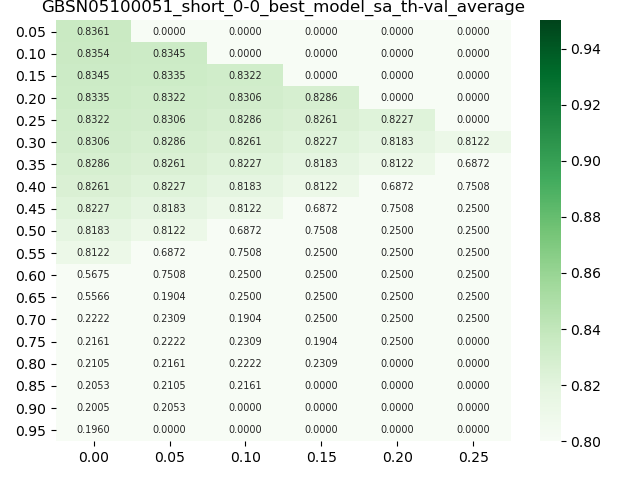 GBSN05100051_short_0-0_best_model_sa_th-val_average
0.05 0.8361 0.0000 0.0000 0.0000 0.0000 0.0000
0.10 0.8354 0.8345 0.0000 0.0000 0.0000 0.0000
0.15 0.8345 0.8335 0.8322 0.0000 0.0000 0.0000
0.20 0.8335 0.8322 0.8306 0.8286 0.0000 0.0000
0.25 0.8322 0.8306 0.8286 0.8261 0.8227 0.0000
0.30 0.8306 0.8286 0.8261 0.8227 0.8183 0.8122
0.35 0.8286 0.8261 0.8227 0.8183 0.8122 0.6872
0.40 0.8261 0.8227 0.8183 0.8122 0.6872 0.7508
0.45 0.8227 0.8183 0.8122 0.6872 0.7508 0.2500
0.50 0.8183 0.8122 0.6872 0.7508 0.2500 0.2500
0.55 0.8122 0.6872 0.7508 0.2500 0.2500 0.2500
0.60 0.5675 0.7508 0.2500 0.2500 0.2500 0.2500
0.65 0.5566 0.1904 0.2500 0.2500 0.2500 0.2500
0.70 0.2222 0.2309 0.1904 0.2500 0.2500 0.0000
0.75 0.2161 0.2222 0.2309 0.1904 0.2500 0.0000
0.80 0.2105 0.2161 0.2222 0.2309 0.0000 0.0000
0.85 0.2053 0.2105 0.2161 0.0000 0.0000 0.0000
0.90 0.2005 0.2053 0.0000 0.0000 0.0000 0.0000
0.95 0.1960 0.0000 0.0000 0.0000 0.0000 0.0000
0.00 0.05 0.10 0.15 0.20 0.25
0.94
0.92
0.90
0.88
0.86
0.84
0.82
0.80